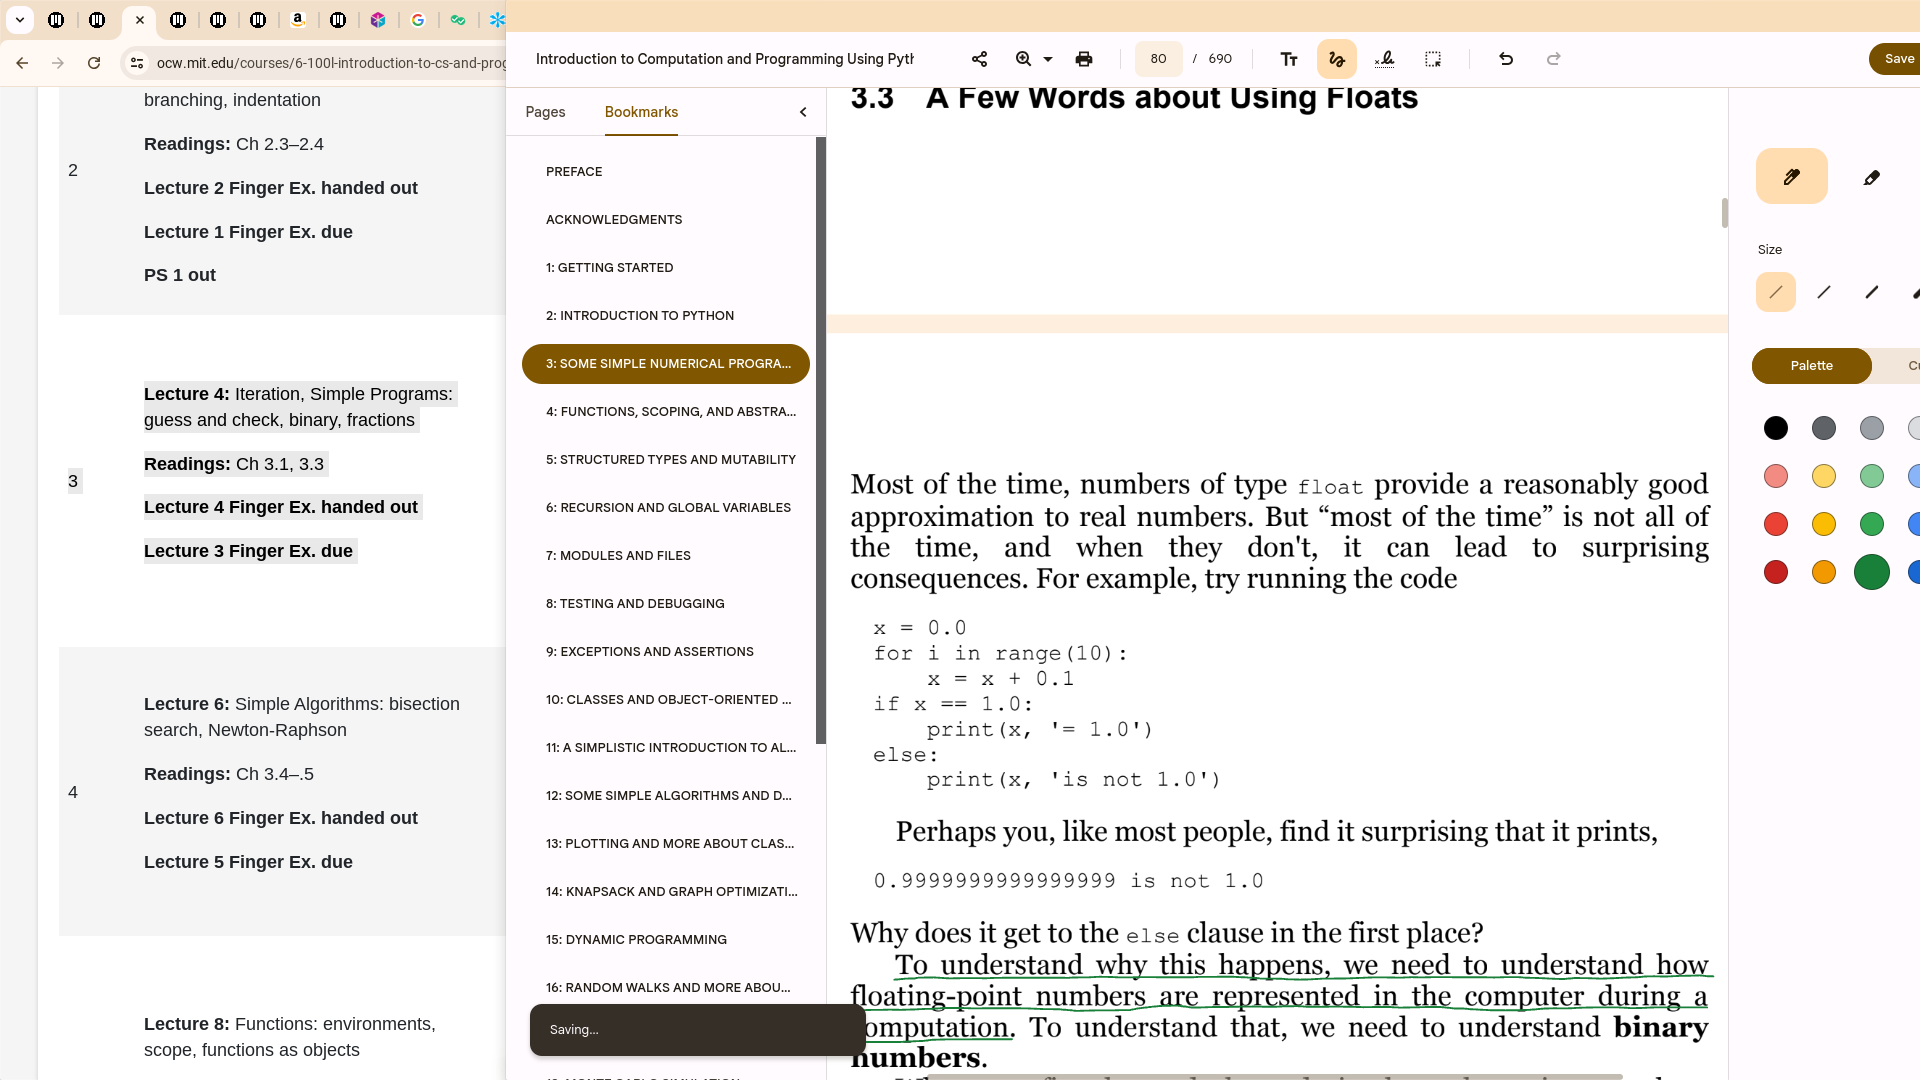 ocw.mit.edu/courses/6-100l-introduction-to-cs-and-prog
branching, indentation
2
Readings: Ch 2.3–2.4
Lecture 2 Finger Ex. handed out
Lecture 1 Finger Ex. due
PS 1 out
3
Lecture 4: Iteration, Simple Programs:
guess and check, binary, fractions
Readings: Ch 3.1, 3.3
Lecture 4 Finger Ex. handed out
Lecture 3 Finger Ex. due
4
Lecture 6: Simple Algorithms: bisection
search, Newton-Raphson
Readings: Ch 3.4–.5
Lecture 6 Finger Ex. handed out
Lecture 5 Finger Ex. due
Lecture 8: Functions: environments,
scope, functions as objects
Introduction to Computation and Programming Using Pyth
80 / 690
Save
Pages
Bookmarks
PREFACE
ACKNOWLEDGMENTS
1: GETTING STARTED
2: INTRODUCTION TO PYTHON
3: SOME SIMPLE NUMERICAL PROGRA...
4: FUNCTIONS, SCOPING, AND ABSTRA...
5: STRUCTURED TYPES AND MUTABILITY
6: RECURSION AND GLOBAL VARIABLES
7: MODULES AND FILES
8: TESTING AND DEBUGGING
9: EXCEPTIONS AND ASSERTIONS
10: CLASSES AND OBJECT-ORIENTED ...
11: A SIMPLISTIC INTRODUCTION TO AL...
12: SOME SIMPLE ALGORITHMS AND D...
13: PLOTTING AND MORE ABOUT CLAS...
14: KNAPSACK AND GRAPH OPTIMIZATI...
15: DYNAMIC PROGRAMMING
16: RANDOM WALKS AND MORE ABOU...
Saving...
3.3 A Few Words about Using Floats
Most of the time, numbers of type float provide a reasonably good
approximation to real numbers. But “most of the time” is not all of
the time, and when they don't, it can lead to surprising
consequences. For example, try running the code
x = 0.0
for i in range(10):
    x = x + 0.1
if x == 1.0:
    print(x, '= 1.0')
else:
    print(x, 'is not 1.0')
Perhaps you, like most people, find it surprising that it prints,
0.9999999999999999 is not 1.0
Why does it get to the else clause in the first place?
To understand why this happens, we need to understand how
floating-point numbers are represented in the computer during a
omputation. To understand that, we need to understand binary
numbers.
Size
Palette